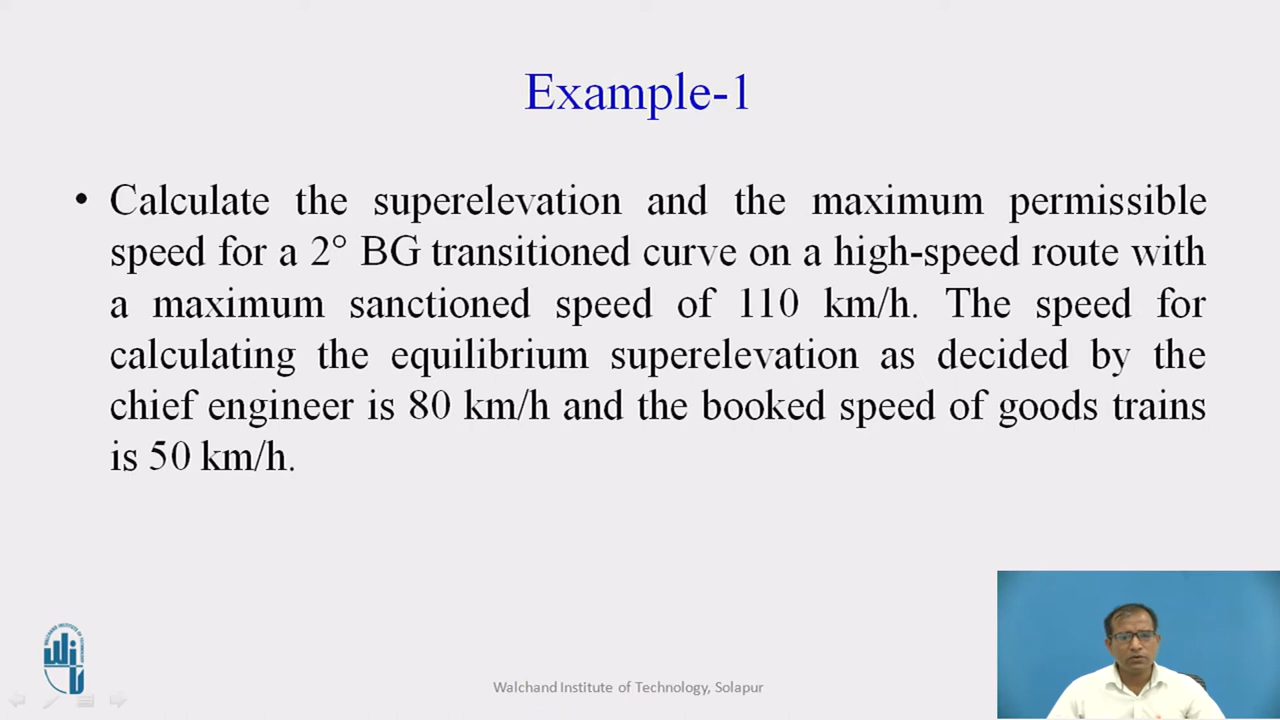 Example-1
• Calculate the superelevation and the maximum permissible
speed for a 2° BG transitioned curve on a high-speed route with
a maximum sanctioned speed of 110 km/h. The speed for
calculating the equilibrium superelevation as decided by the
chief engineer is 80 km/h and the booked speed of goods trains
is 50 km/h.
Walchand Institute of Technology, Solapur